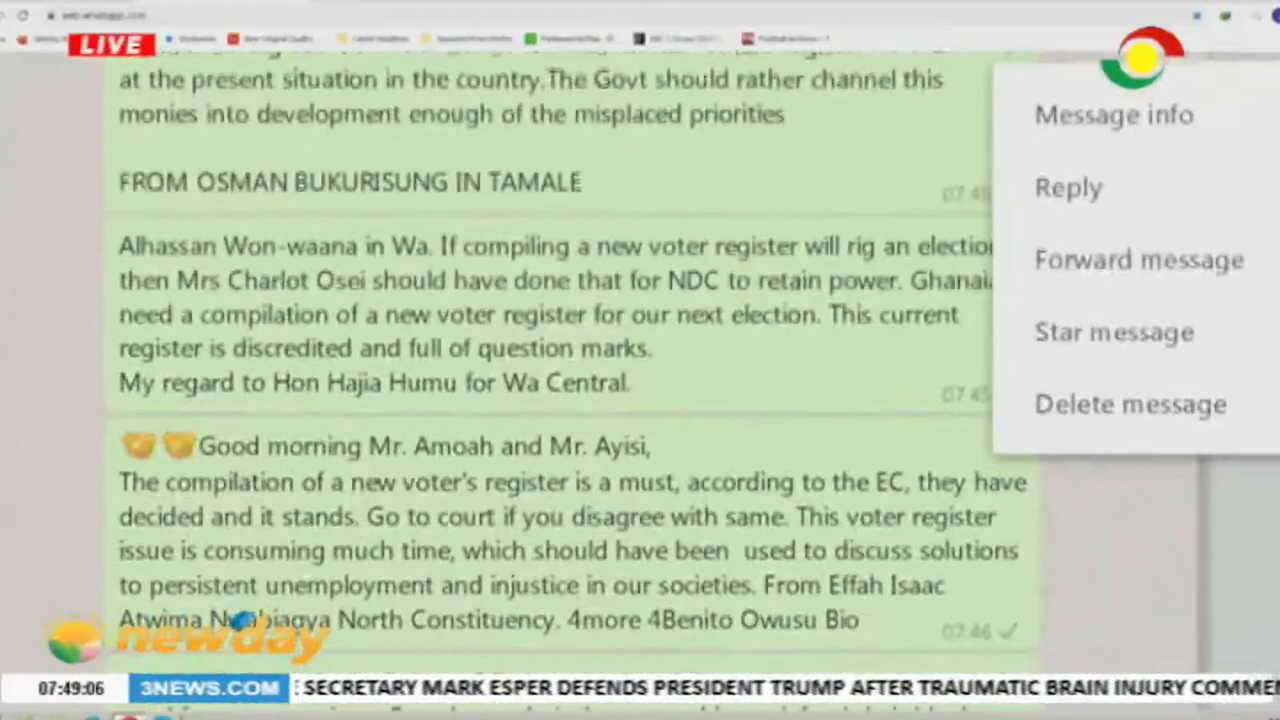 web.whatsapp.com
LIVE
at the present situation in the country.The Govt should rather channel this
monies into development enough of the misplaced priorities
FROM OSMAN BUKURISUNG IN TAMALE
07:45
Alhassan Won-waana in Wa. If compiling a new voter register will rig an election
then Mrs Charlot Osei should have done that for NDC to retain power. Ghanaia
need a compilation of a new voter register for our next election. This current
register is discredited and full of question marks.
My regard to Hon Hajia Humu for Wa Central.
07:45
Good morning Mr. Amoah and Mr. Ayisi,
The compilation of a new voter's register is a must, according to the EC, they have
decided and it stands. Go to court if you disagree with same. This voter register
issue is consuming much time, which should have been used to discuss solutions
to persistent unemployment and injustice in our societies. From Effah Isaac
Atwima North Constituency. 4more 4Benito Owusu Bio
07:46
Message info
Reply
Forward message
Star message
Delete message
newday
07:49:06
3NEWS.COM
: SECRETARY MARK ESPER DEFENDS PRESIDENT TRUMP AFTER TRAUMATIC BRAIN INJURY COMME